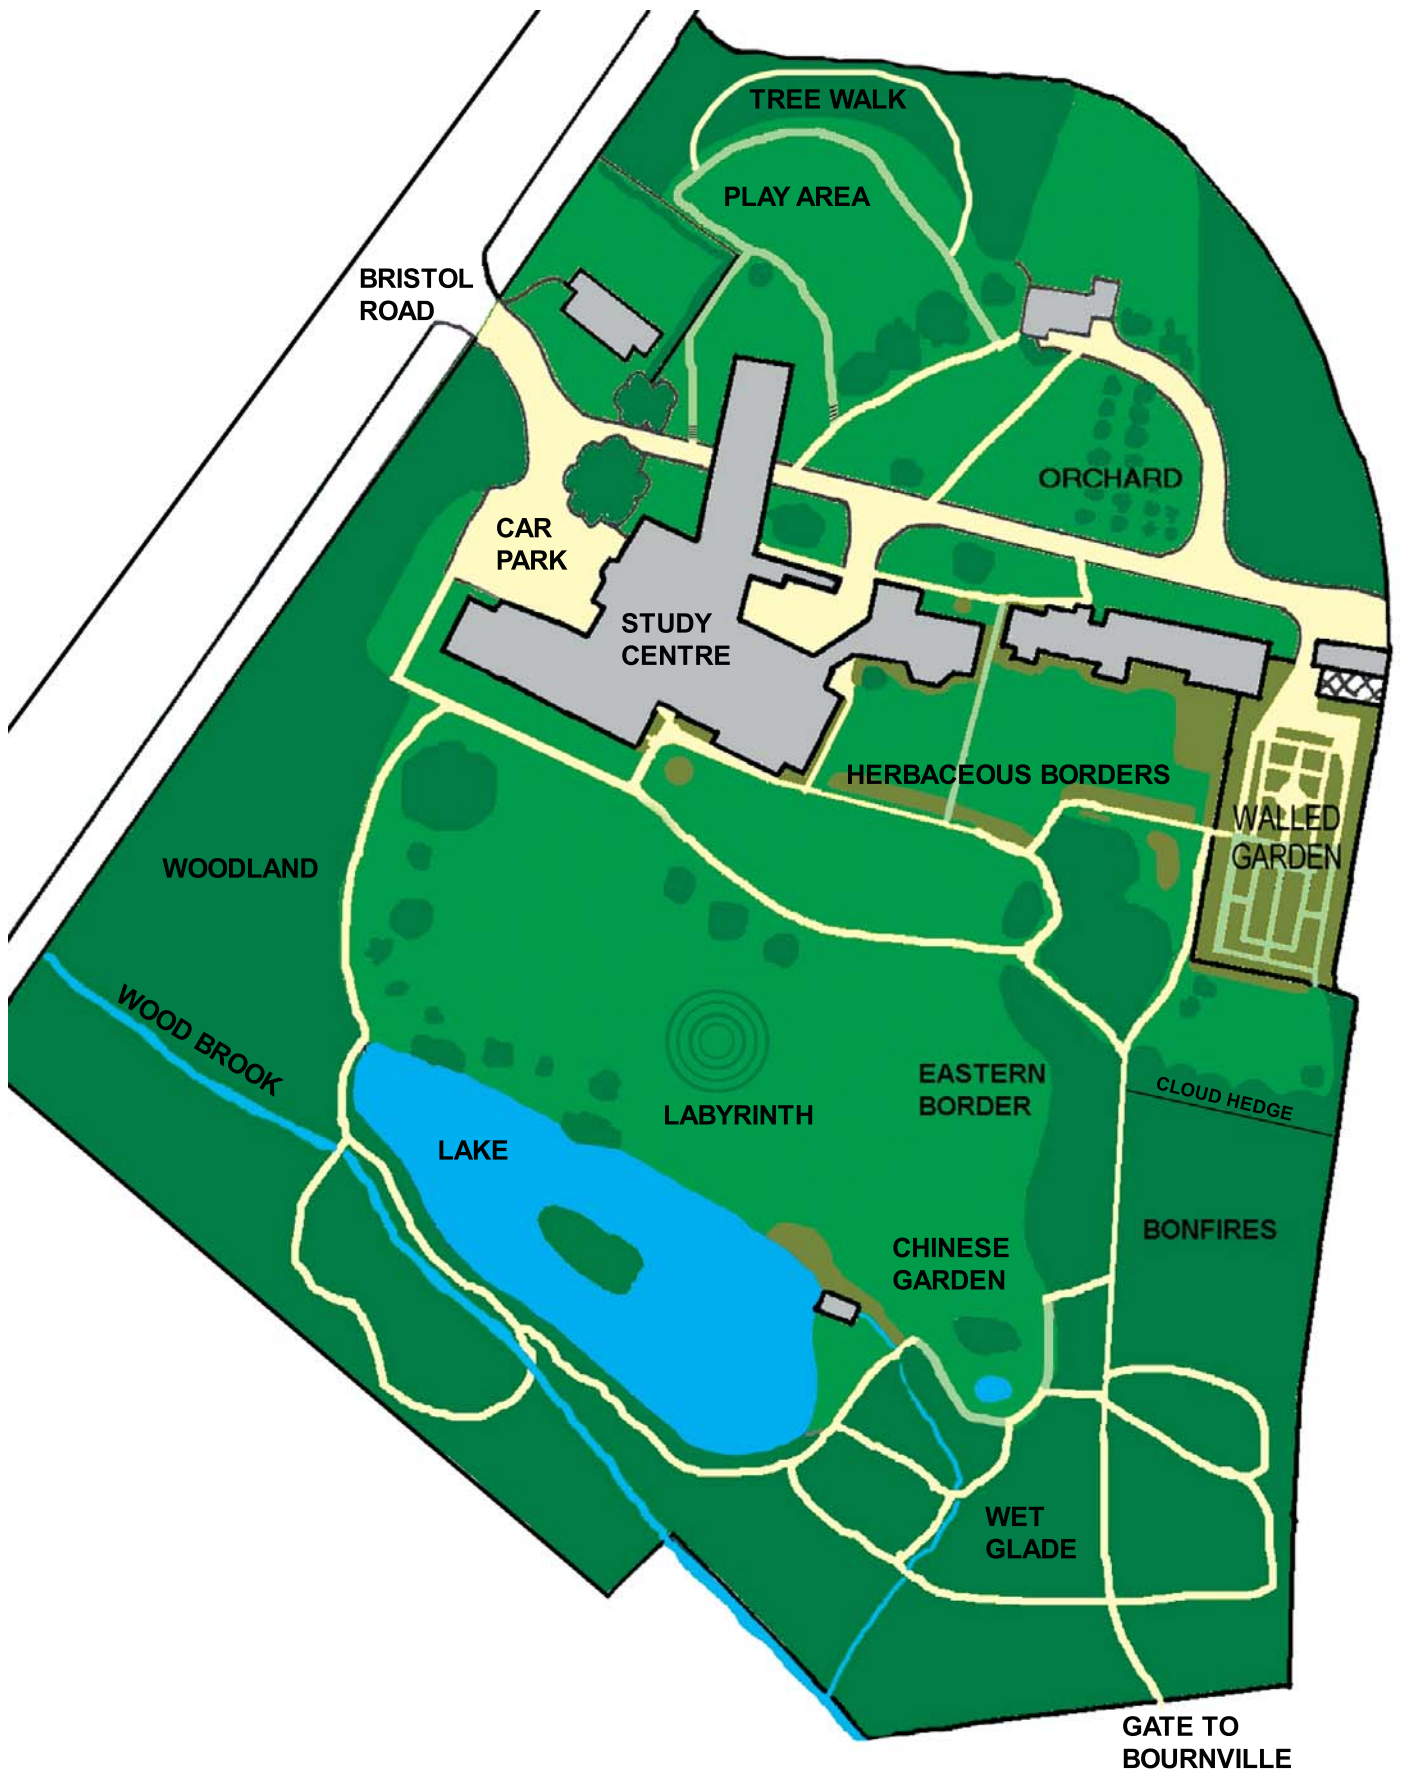 TREE WALK
PLAY AREA
BRISTOL
ROAD
ORCHARD
CAR
PARK
STUDY
CENTRE
HERBACEOUS BORDERS
WALLED
GARDEN
WOODLAND
WOOD BROOK
EASTERN
BORDER
CLOUD HEDGE
LABYRINTH
LAKE
BONFIRES
CHINESE
GARDEN
WET
GLADE
GATE TO
BOURNVILLE